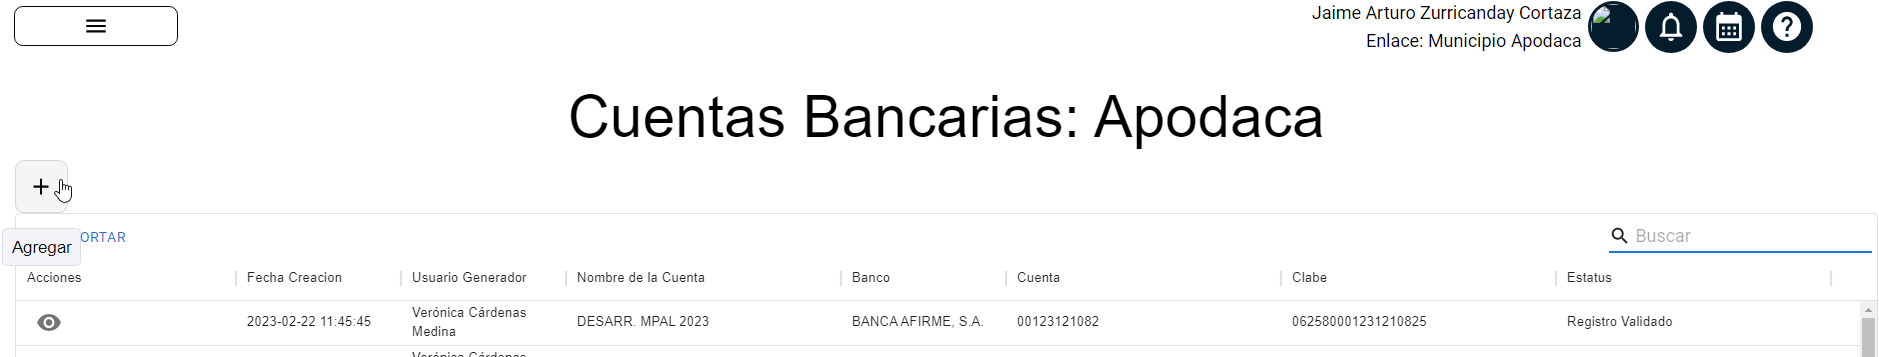 Jaime Arturo Zurricanday Cortaza
Enlace: Municipio Apodaca
Cuentas Bancarias: Apodaca
Agregar
ORTAR
Buscar
Acciones Fecha Creacion Usuario Generador Nombre de la Cuenta Banco Cuenta Clabe Estatus
2023-02-22 11:45:45 Verónica Cárdenas Medina DESARR. MPAL 2023 BANCA AFIRME, S.A. 00123121082 062580001231210825 Registro Validado
Verónica Cárdenas